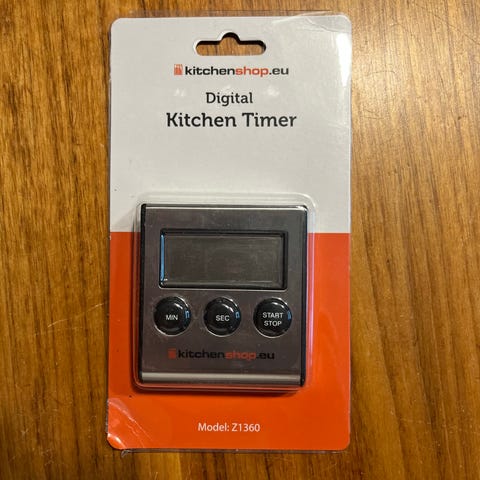 kitchenshop.eu
Digital
Kitchen Timer
MIN
SEC
START
STOP
kitchenshop.eu
Model: Z1360